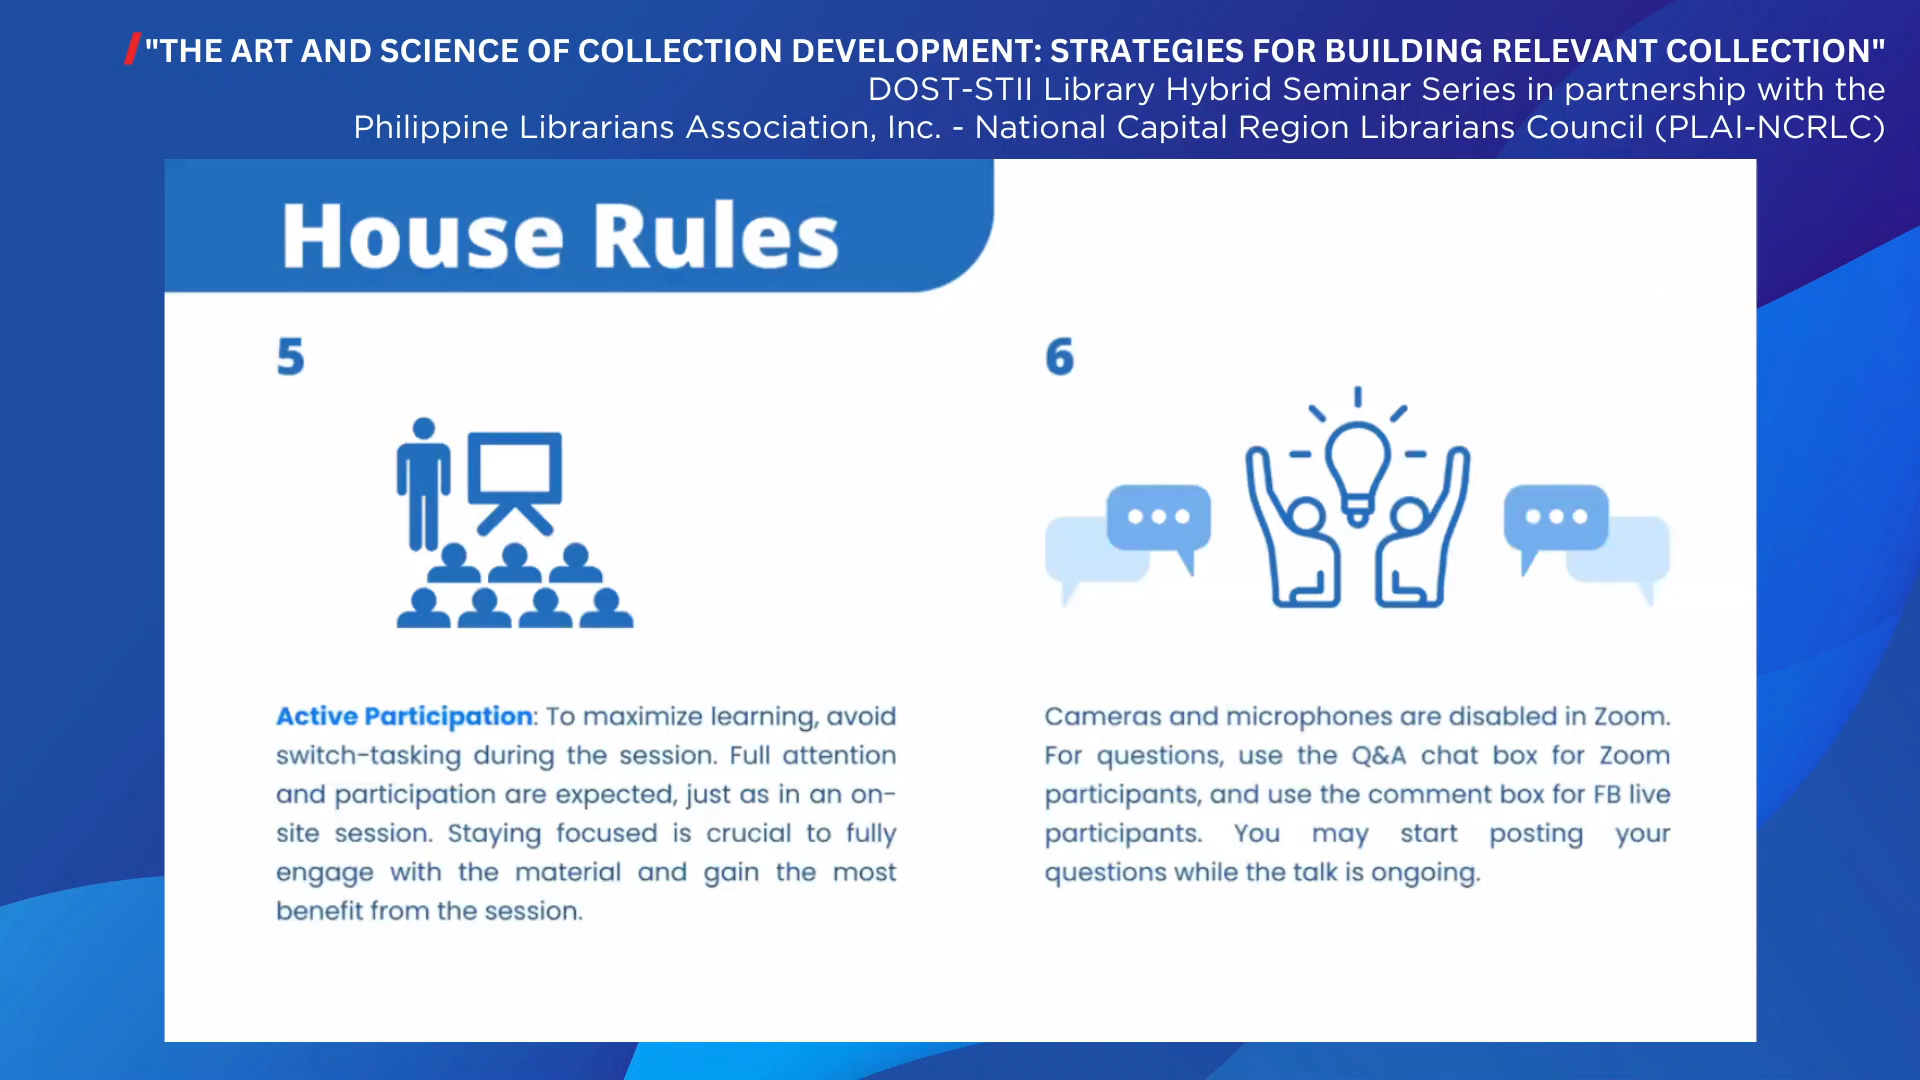 "THE ART AND SCIENCE OF COLLECTION DEVELOPMENT: STRATEGIES FOR BUILDING RELEVANT COLLECTION"
DOST-STII Library Hybrid Seminar Series in partnership with the
Philippine Librarians Association, Inc. - National Capital Region Librarians Council (PLAI-NCRLC)
House Rules
5
Active Participation: To maximize learning, avoid
switch-tasking during the session. Full attention
and participation are expected, just as in an on-
site session. Staying focused is crucial to fully
engage with the material and gain the most
benefit from the session.
6
Cameras and microphones are disabled in Zoom.
For questions, use the Q&A chat box for Zoom
participants, and use the comment box for FB live
participants. You may start posting your
questions while the talk is ongoing.